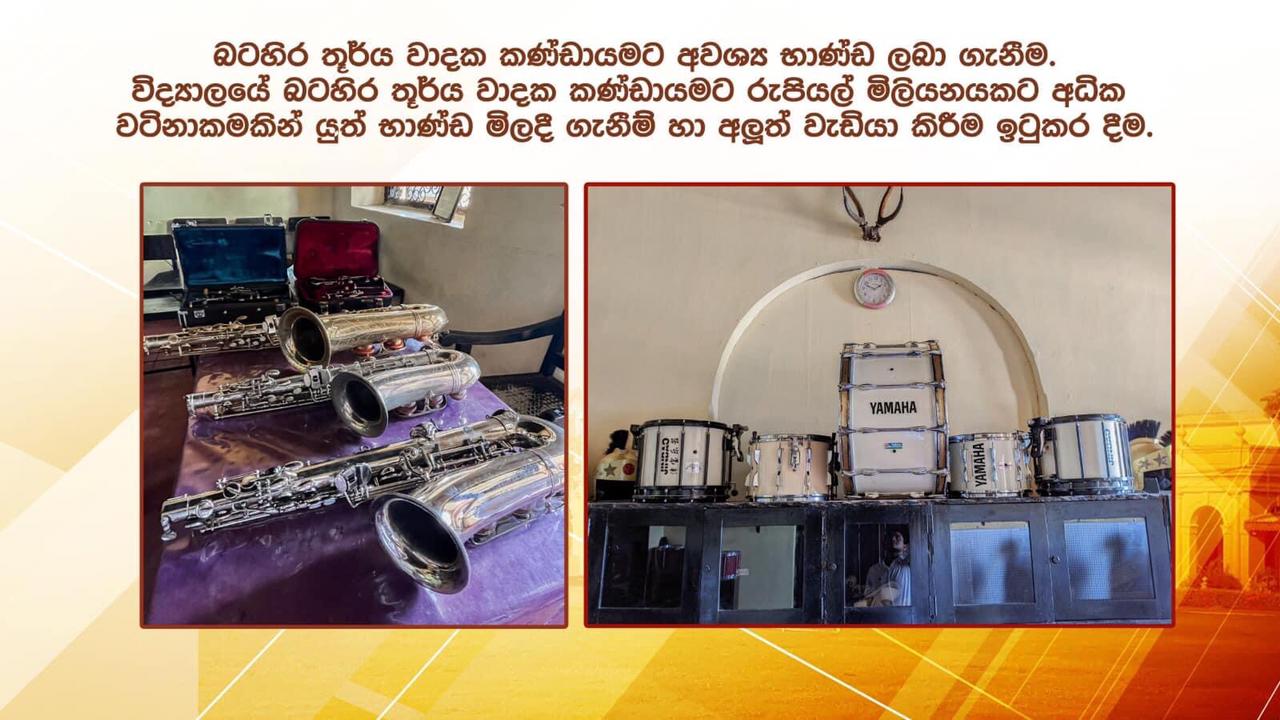 බටහිර තූර්ය වාදක කණ්ඩායමට අවශ්‍ය භාණ්ඩ ලබා ගැනීම.
විද්‍යාලයේ බටහිර තූර්ය වාදක කණ්ඩායමට රුපියල් මිලියනයකට අධික
වටිනාකමකින් යුත් භාණ්ඩ මිලදී ගැනීම් හා අලුත් වැඩියා කිරීම ඉටුකර දීම.
YAMAHA
YAMAHA